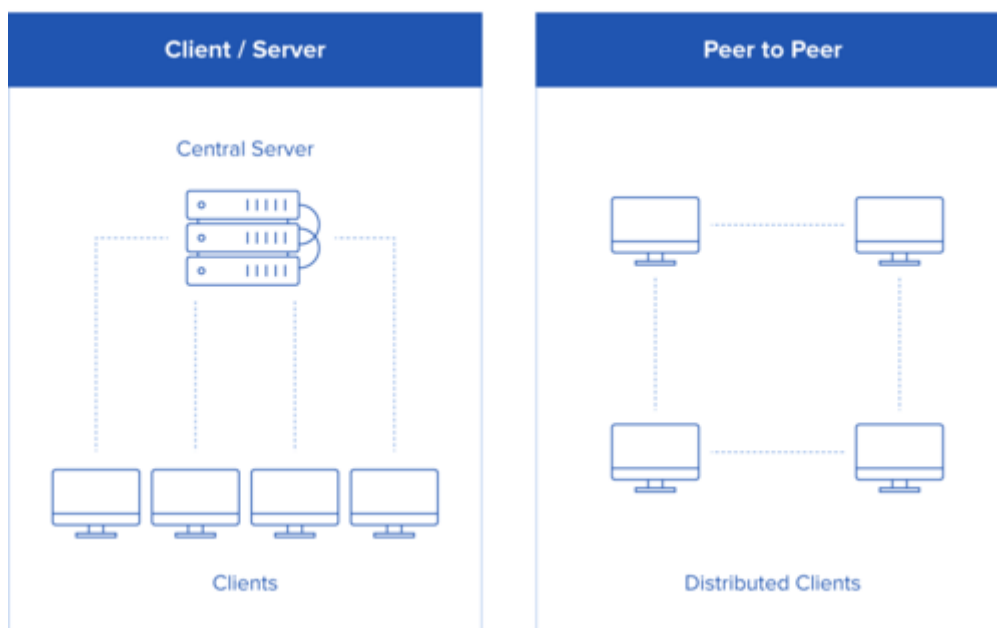 Client / Server
Central Server
Clients
Peer to Peer
Distributed Clients